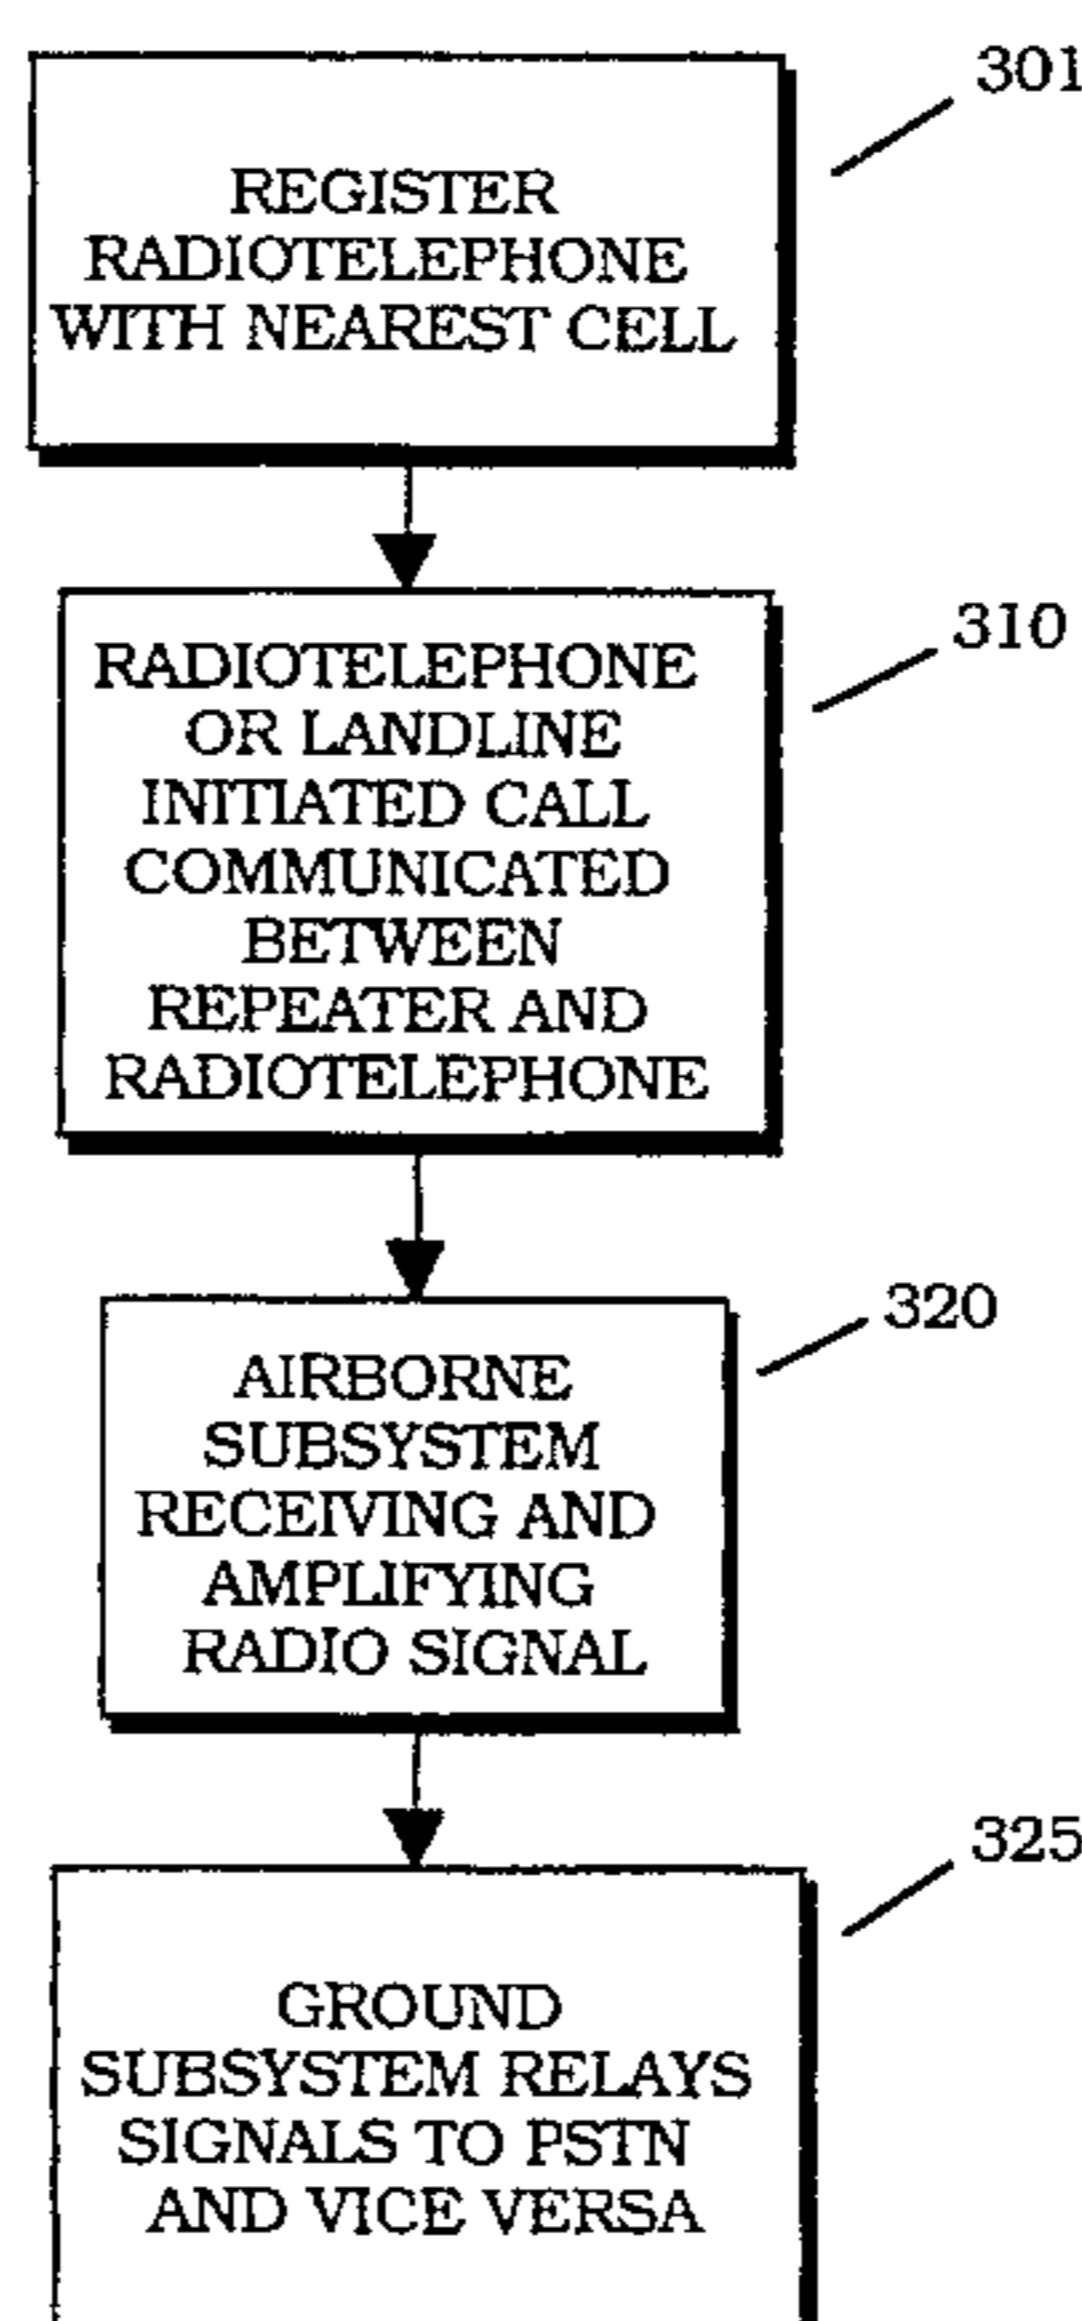 301
REGISTER
RADIOTELEPHONE
WITH NEAREST CELL
310
RADIOTELEPHONE
OR LANDLINE
INITIATED CALL
COMMUNICATED
BETWEEN
REPEATER AND
RADIOTELEPHONE
320
AIRBORNE
SUBSYSTEM
RECEIVING AND
AMPLIFYING
RADIO SIGNAL
325
GROUND
SUBSYSTEM RELAYS
SIGNALS TO PSTN
AND VICE VERSA